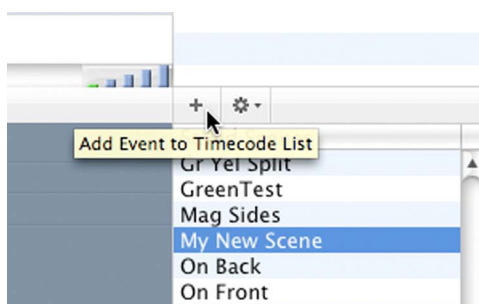 Add Event to Timecode List
Gr Yel Split
GreenTest
Mag Sides
My New Scene
On Back
On Front